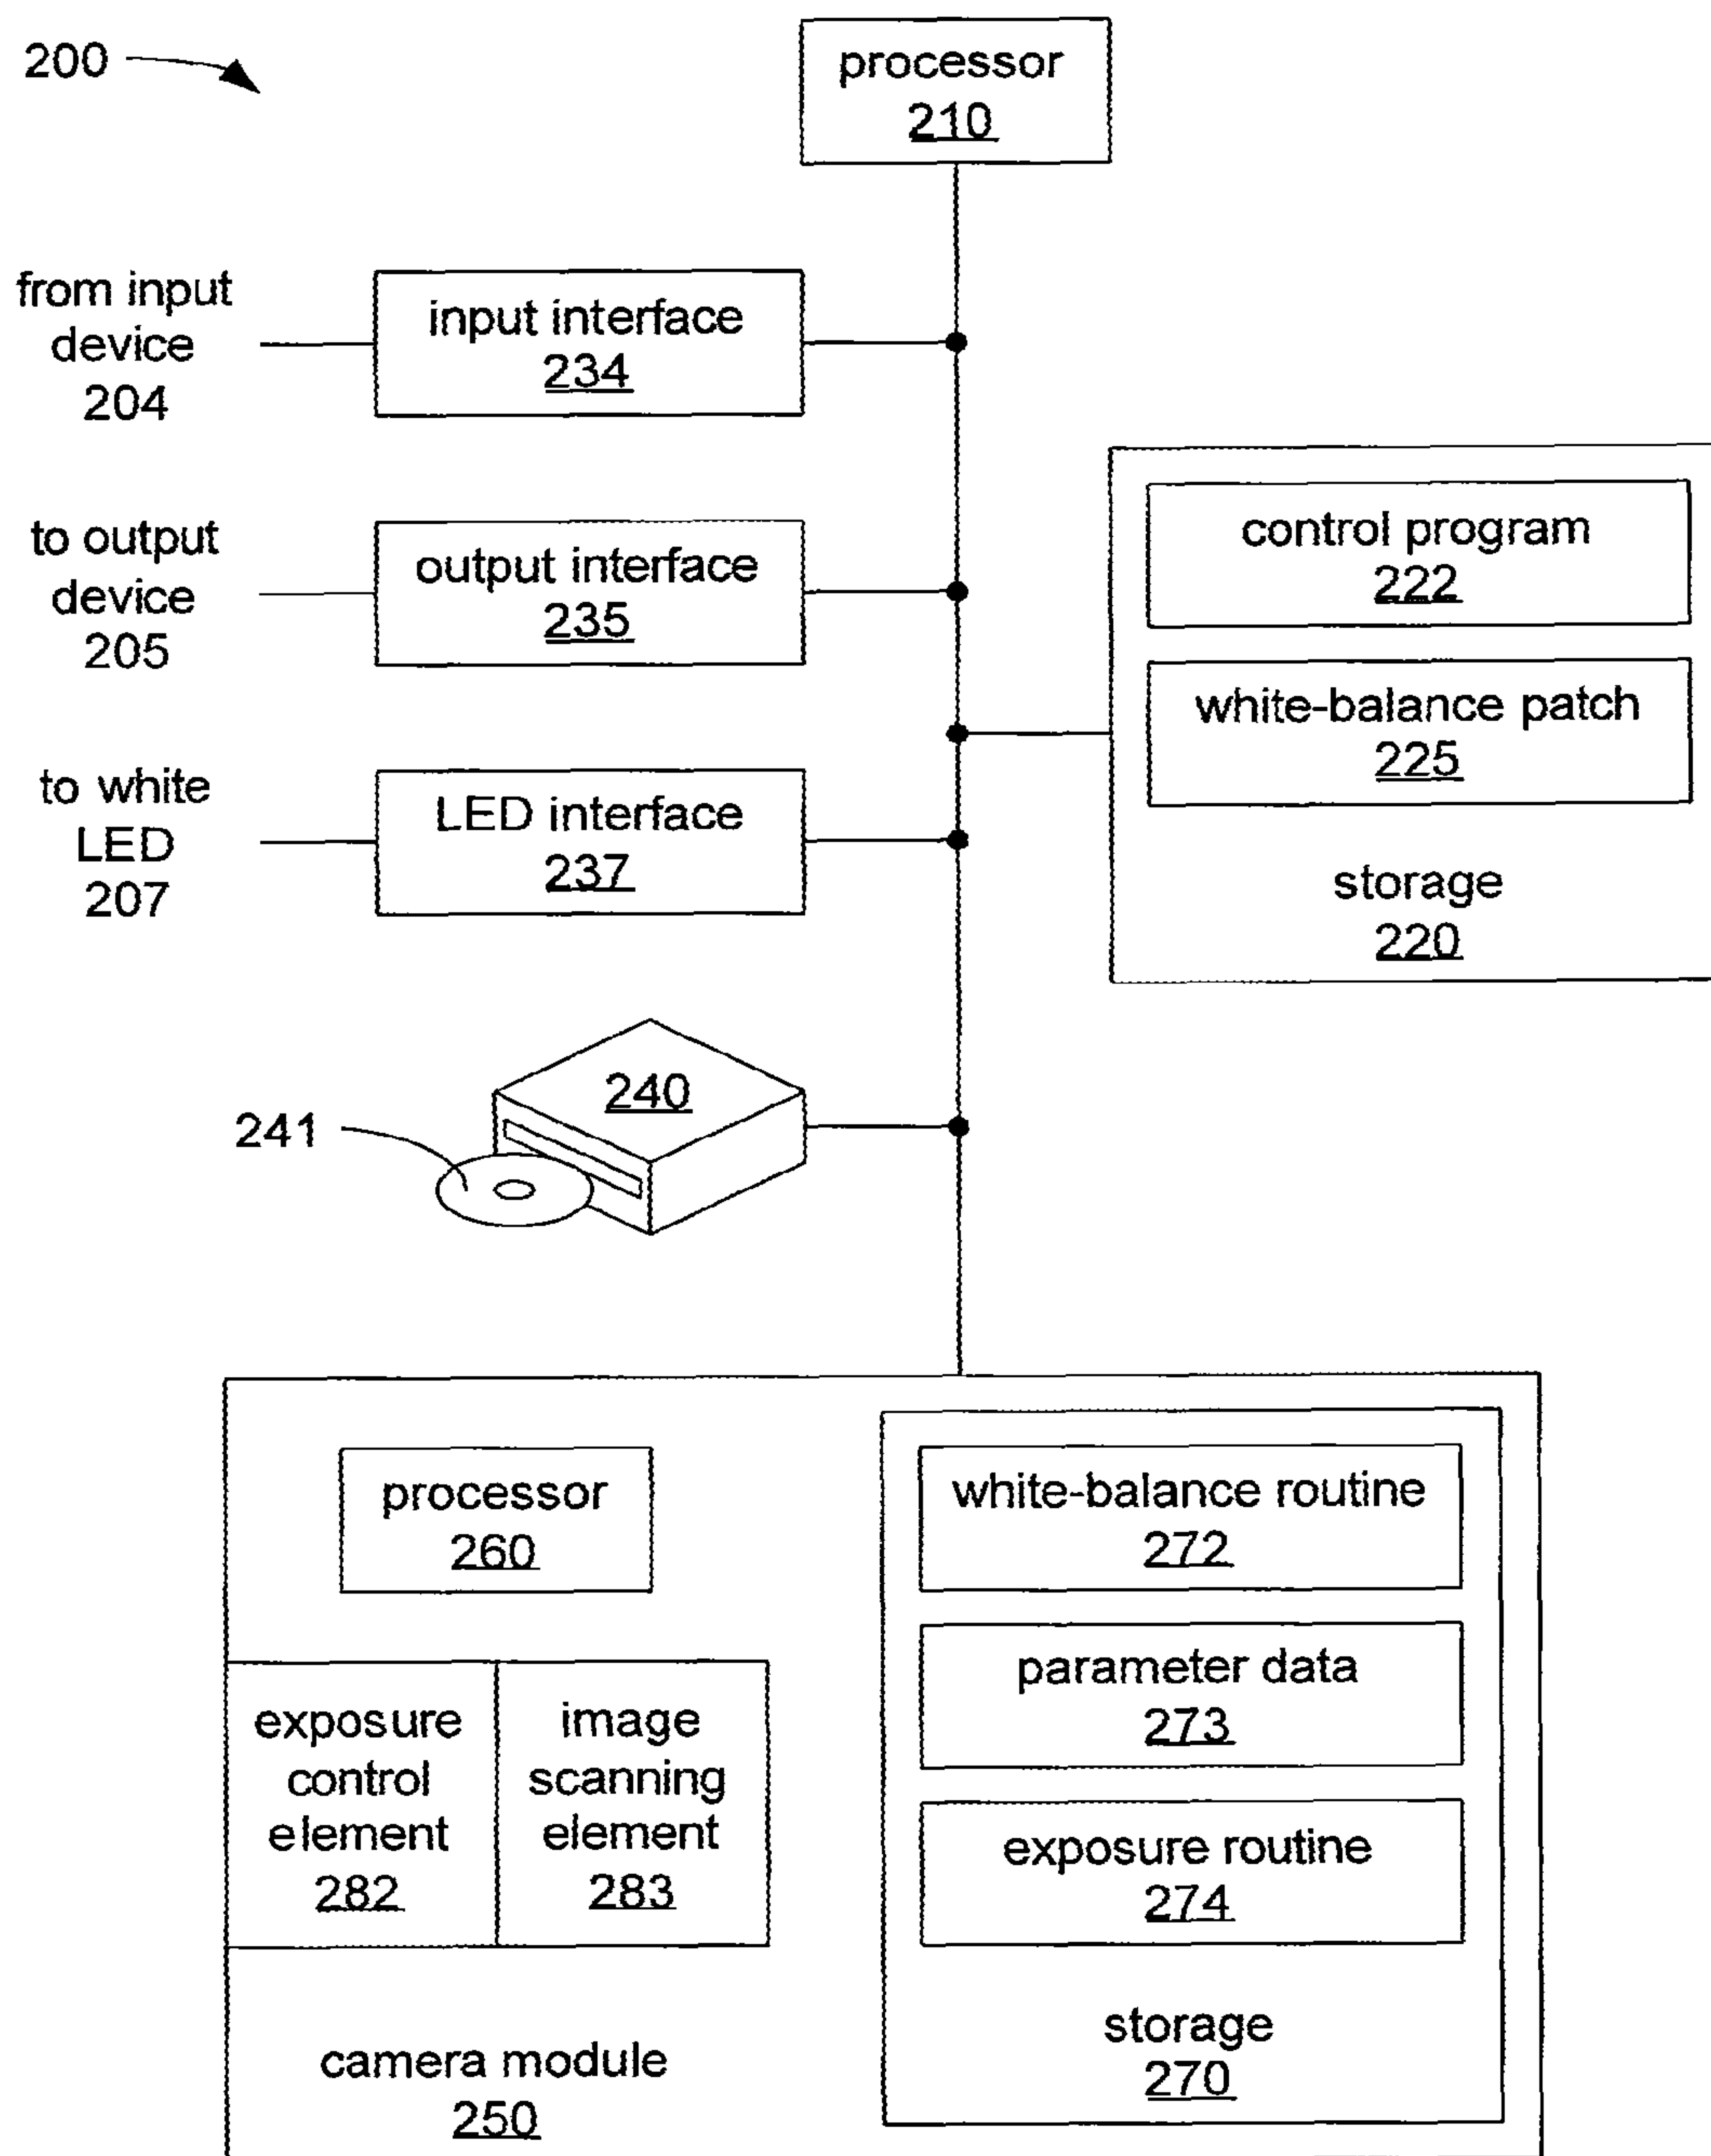 200
processor
210
from input
device
204
input interface
234
to output
device
205
output interface
235
control program
222
white-balance patch
225
storage
220
to white
LED
207
LED interface
237
240
241
processor
260
exposure
control
element
282
image
scanning
element
283
camera module
250
white-balance routine
272
parameter data
273
exposure routine
274
storage
270